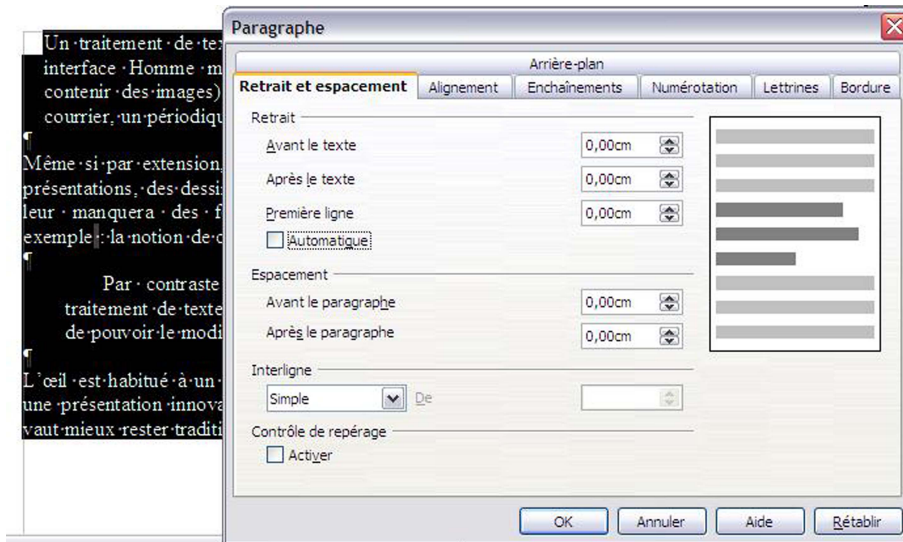 Paragraphe
Arrière-plan
Retrait et espacement Alignement Enchaînements Numérotation Lettrines Bordure
Retrait
Avant le texte 0,00cm
Après le texte 0,00cm
Première ligne 0,00cm
Automatique
Espacement
Avant le paragraphe 0,00cm
Après le paragraphe 0,00cm
Interligne
Simple De
Contrôle de repérage
Activer
OK Annuler Aide Rétablir
Un·traitement·de·te
interface·Homme·m
contenir·des·images)
courrier,·un·périodiqu
¶
Même·si·par·extension,
présentations,·des·dessi
leur·manquera·des·f
exemple·:·la·notion·de·c
¶
Par·contraste
traitement·de·texte
de·pouvoir·le·modi
¶
L'œil·est·habitué·à·un·
une·présentation·innova
vaut·mieux·rester·traditi